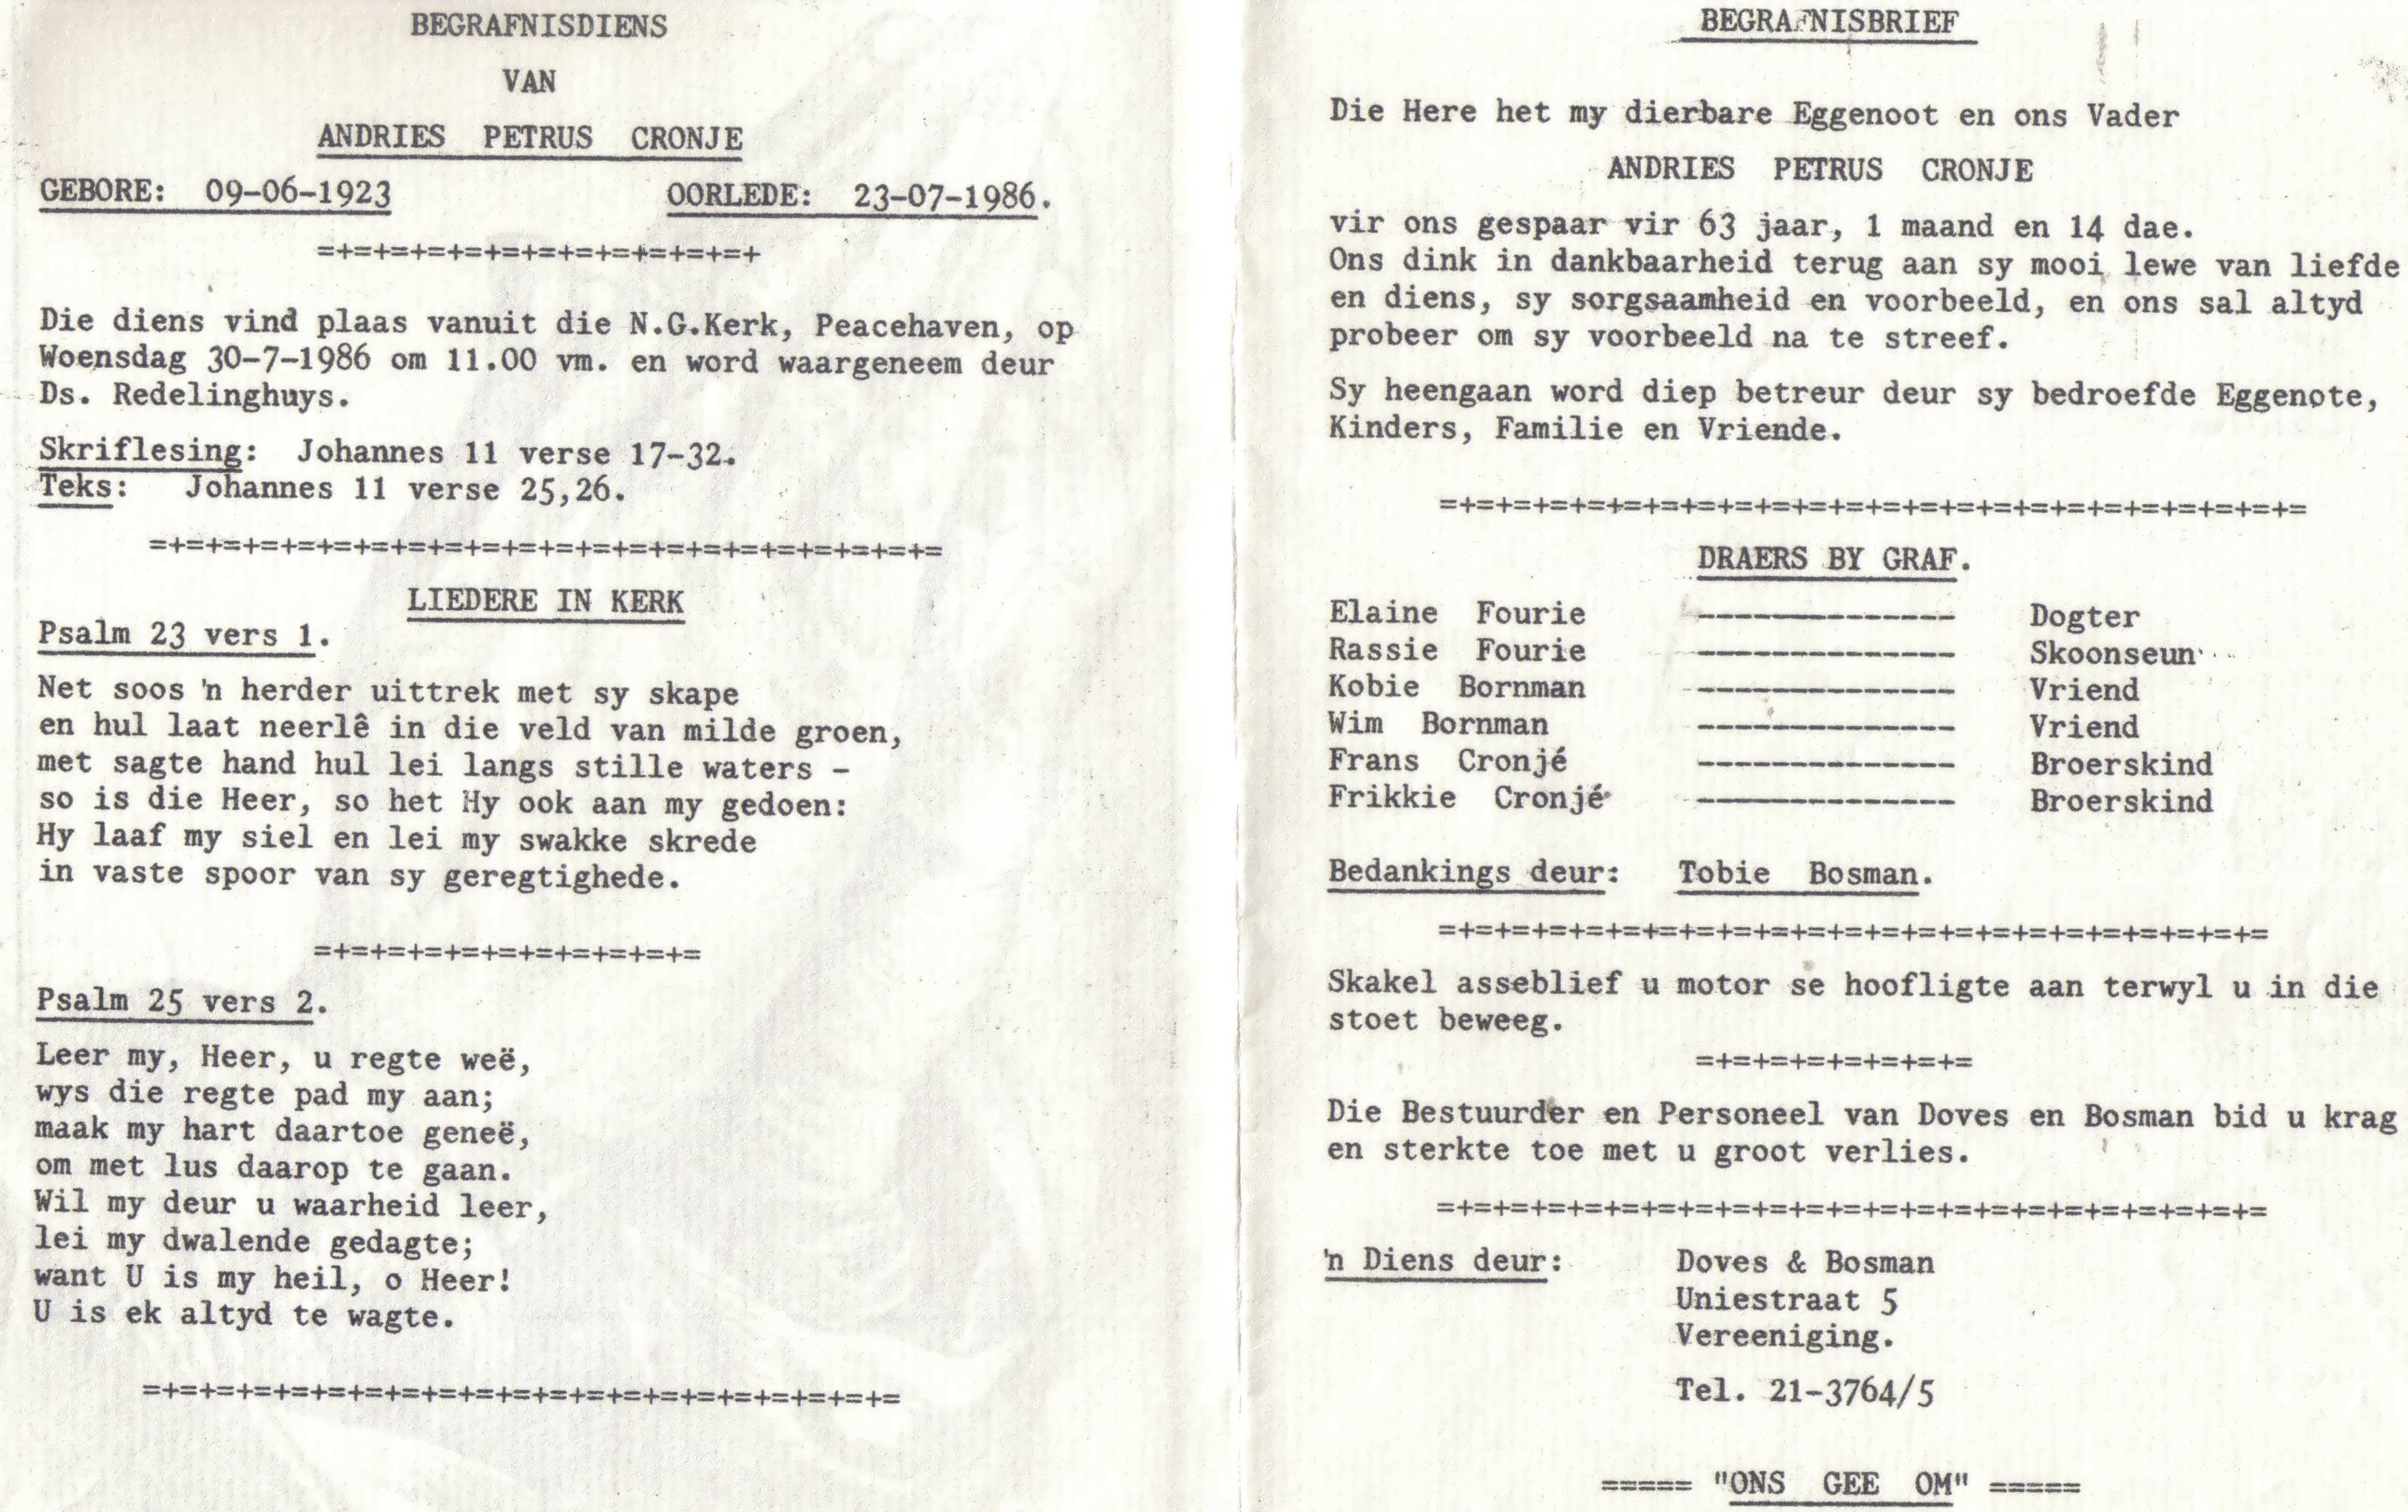 BEGRAFNISDIENS
VAN
ANDRIES PETRUS CRONJE
GEBORE: 09-06-1923 OORLEDE: 23-07-1986.
=+=+=+=+=+=+=+=+=+=+=+=+
Die diens vind plaas vanuit die N.G.Kerk, Peacehaven, op
Woensdag 30-7-1986 om 11.00 vm. en word waargeneem deur
Ds. Redelinghuys.
Skriflesing: Johannes 11 verse 17-32.
Teks: Johannes 11 verse 25,26.
=+=+=+=+=+=+=+=+=+=+=+=+=+=+=+=+=+=+=+=+=+=
LIEDERE IN KERK
Psalm 23 vers 1.
Net soos 'n herder uittrek met sy skape
en hul laat neerlê in die veld van milde groen,
met sagte hand hul lei langs stille waters -
so is die Heer, so het Hy ook aan my gedoen:
Hy laaf my siel en lei my swakke skrede
in vaste spoor van sy geregtighede.
=+=+=+=+=+=+=+=+=+=+=
Psalm 25 vers 2.
Leer my, Heer, u regte weë,
wys die regte pad my aan;
maak my hart daartoe geneë,
om met lus daarop te gaan.
Wil my deur u waarheid leer,
lei my dwalende gedagte;
want U is my heil, o Heer!
U is ek altyd te wagte.
=+=+=+=+=+=+=+=+=+=+=+=+=+=+=+=+=+=+=+=+=
BEGRAFNISBRIEF
Die Here het my dierbare Eggenoot en ons Vader
ANDRIES PETRUS CRONJE
vir ons gespaar vir 63 jaar, 1 maand en 14 dae.
Ons dink in dankbaarheid terug aan sy mooi lewe van liefde
en diens, sy sorgsaamheid en voorbeeld, en ons sal altyd
probeer om sy voorbeeld na te streef.
Sy heengaan word diep betreur deur sy bedroefde Eggenote,
Kinders, Familie en Vriende.
=+=+=+=+=+=+=+=+=+=+=+=+=+=+=+=+=+=+=+=+=+=+=+=
DRAERS BY GRAF.
Elaine Fourie -------------- Dogter
Rassie Fourie -------------- Skoonseun
Kobie Bornman -------------- Vriend
Wim Bornman -------------- Vriend
Frans Cronjé -------------- Broerskind
Frikkie Cronjé -------------- Broerskind
Bedankings deur: Tobie Bosman.
=+=+=+=+=+=+=+=+=+=+=+=+=+=+=+=+=+=+=+=+=+=+=
Skakel asseblief u motor se hoofligte aan terwyl u in die
stoet beweeg.
=+=+=+=+=+=+=+=
Die Bestuurder en Personeel van Doves en Bosman bid u krag
en sterkte toe met u groot verlies.
=+=+=+=+=+=+=+=+=+=+=+=+=+=+=+=+=+=+=+=+=+=+=
'n Diens deur: Doves & Bosman
Uniestraat 5
Vereeniging.
Tel. 21-3764/5
===== "ONS GEE OM" =====